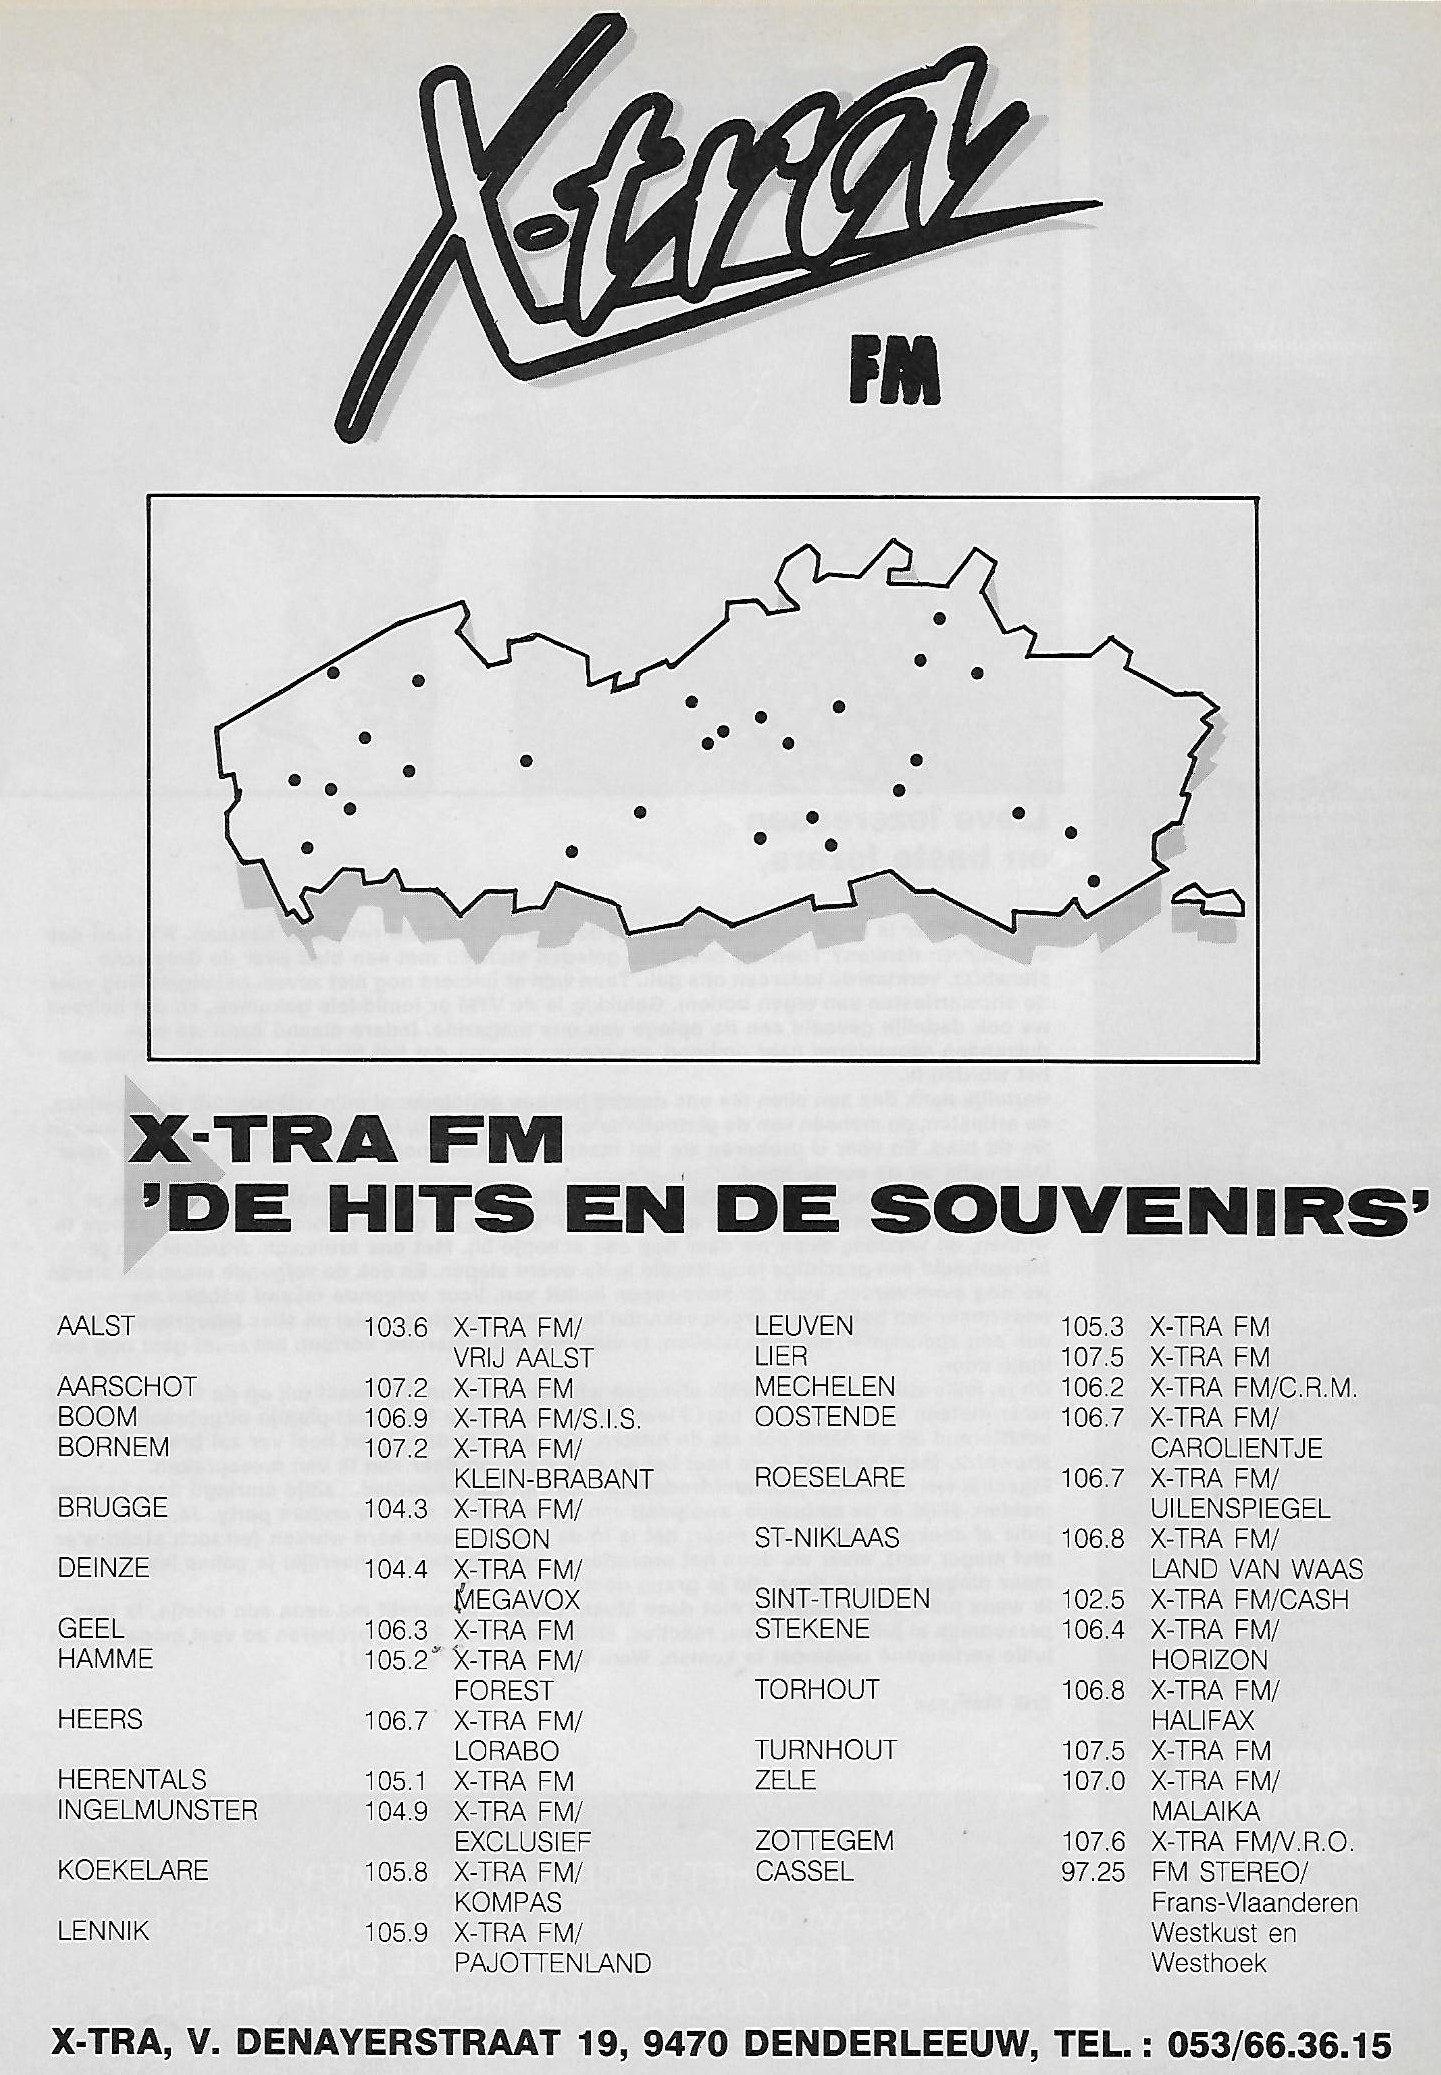 X-tra
FM
X-TRA FM
'DE HITS EN DE SOUVENIRS'
AALST 103.6 X-TRA FM/
VRIJ AALST
AARSCHOT 107.2 X-TRA FM
BOOM 106.9 X-TRA FM/S.I.S.
BORNEM 107.2 X-TRA FM/
KLEIN-BRABANT
BRUGGE 104.3 X-TRA FM/
EDISON
DEINZE 104.4 X-TRA FM/
MEGAVOX
GEEL 106.3 X-TRA FM
HAMME 105.2 X-TRA FM/
FOREST
HEERS 106.7 X-TRA FM/
LORABO
HERENTALS 105.1 X-TRA FM
INGELMUNSTER 104.9 X-TRA FM/
EXCLUSIEF
KOEKELARE 105.8 X-TRA FM/
KOMPAS
LENNIK 105.9 X-TRA FM/
PAJOTTENLAND
LEUVEN 105.3 X-TRA FM
LIER 107.5 X-TRA FM
MECHELEN 106.2 X-TRA FM/C.R.M.
OOSTENDE 106.7 X-TRA FM/
CAROLIENTJE
ROESELARE 106.7 X-TRA FM/
UILENSPIEGEL
ST-NIKLAAS 106.8 X-TRA FM/
LAND VAN WAAS
SINT-TRUIDEN 102.5 X-TRA FM/CASH
STEKENE 106.4 X-TRA FM/
HORIZON
TORHOUT 106.8 X-TRA FM/
HALIFAX
TURNHOUT 107.5 X-TRA FM
ZELE 107.0 X-TRA FM/
MALAIKA
ZOTTEGEM 107.6 X-TRA FM/V.R.O.
CASSEL 97.25 FM STEREO/
Frans-Vlaanderen
Westkust en
Westhoek
X-TRA, V. DENAYERSTRAAT 19, 9470 DENDERLEEUW, TEL. : 053/66.36.15